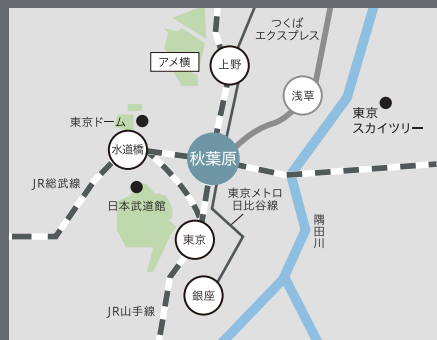 つくば
エクスプレス
アメ横
上野
浅草
東京
スカイツリー
東京ドーム
水道橋
秋葉原
JR総武線
日本武道館
東京メトロ
日比谷線
隅田川
東京
銀座
JR山手線